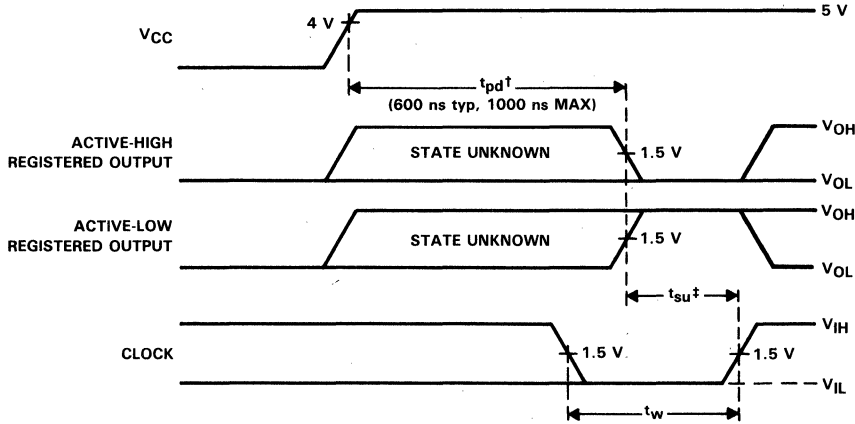 5 V
4 V
VCC
tpd†
(600 ns typ, 1000 ns MAX)
ACTIVE-HIGH
REGISTERED OUTPUT
STATE UNKNOWN
1.5 V
VOH
VOL
ACTIVE-LOW
REGISTERED OUTPUT
STATE UNKNOWN
1.5 V
VOH
VOL
tsu‡
CLOCK
1.5 V
1.5 V
VIH
VIL
tw